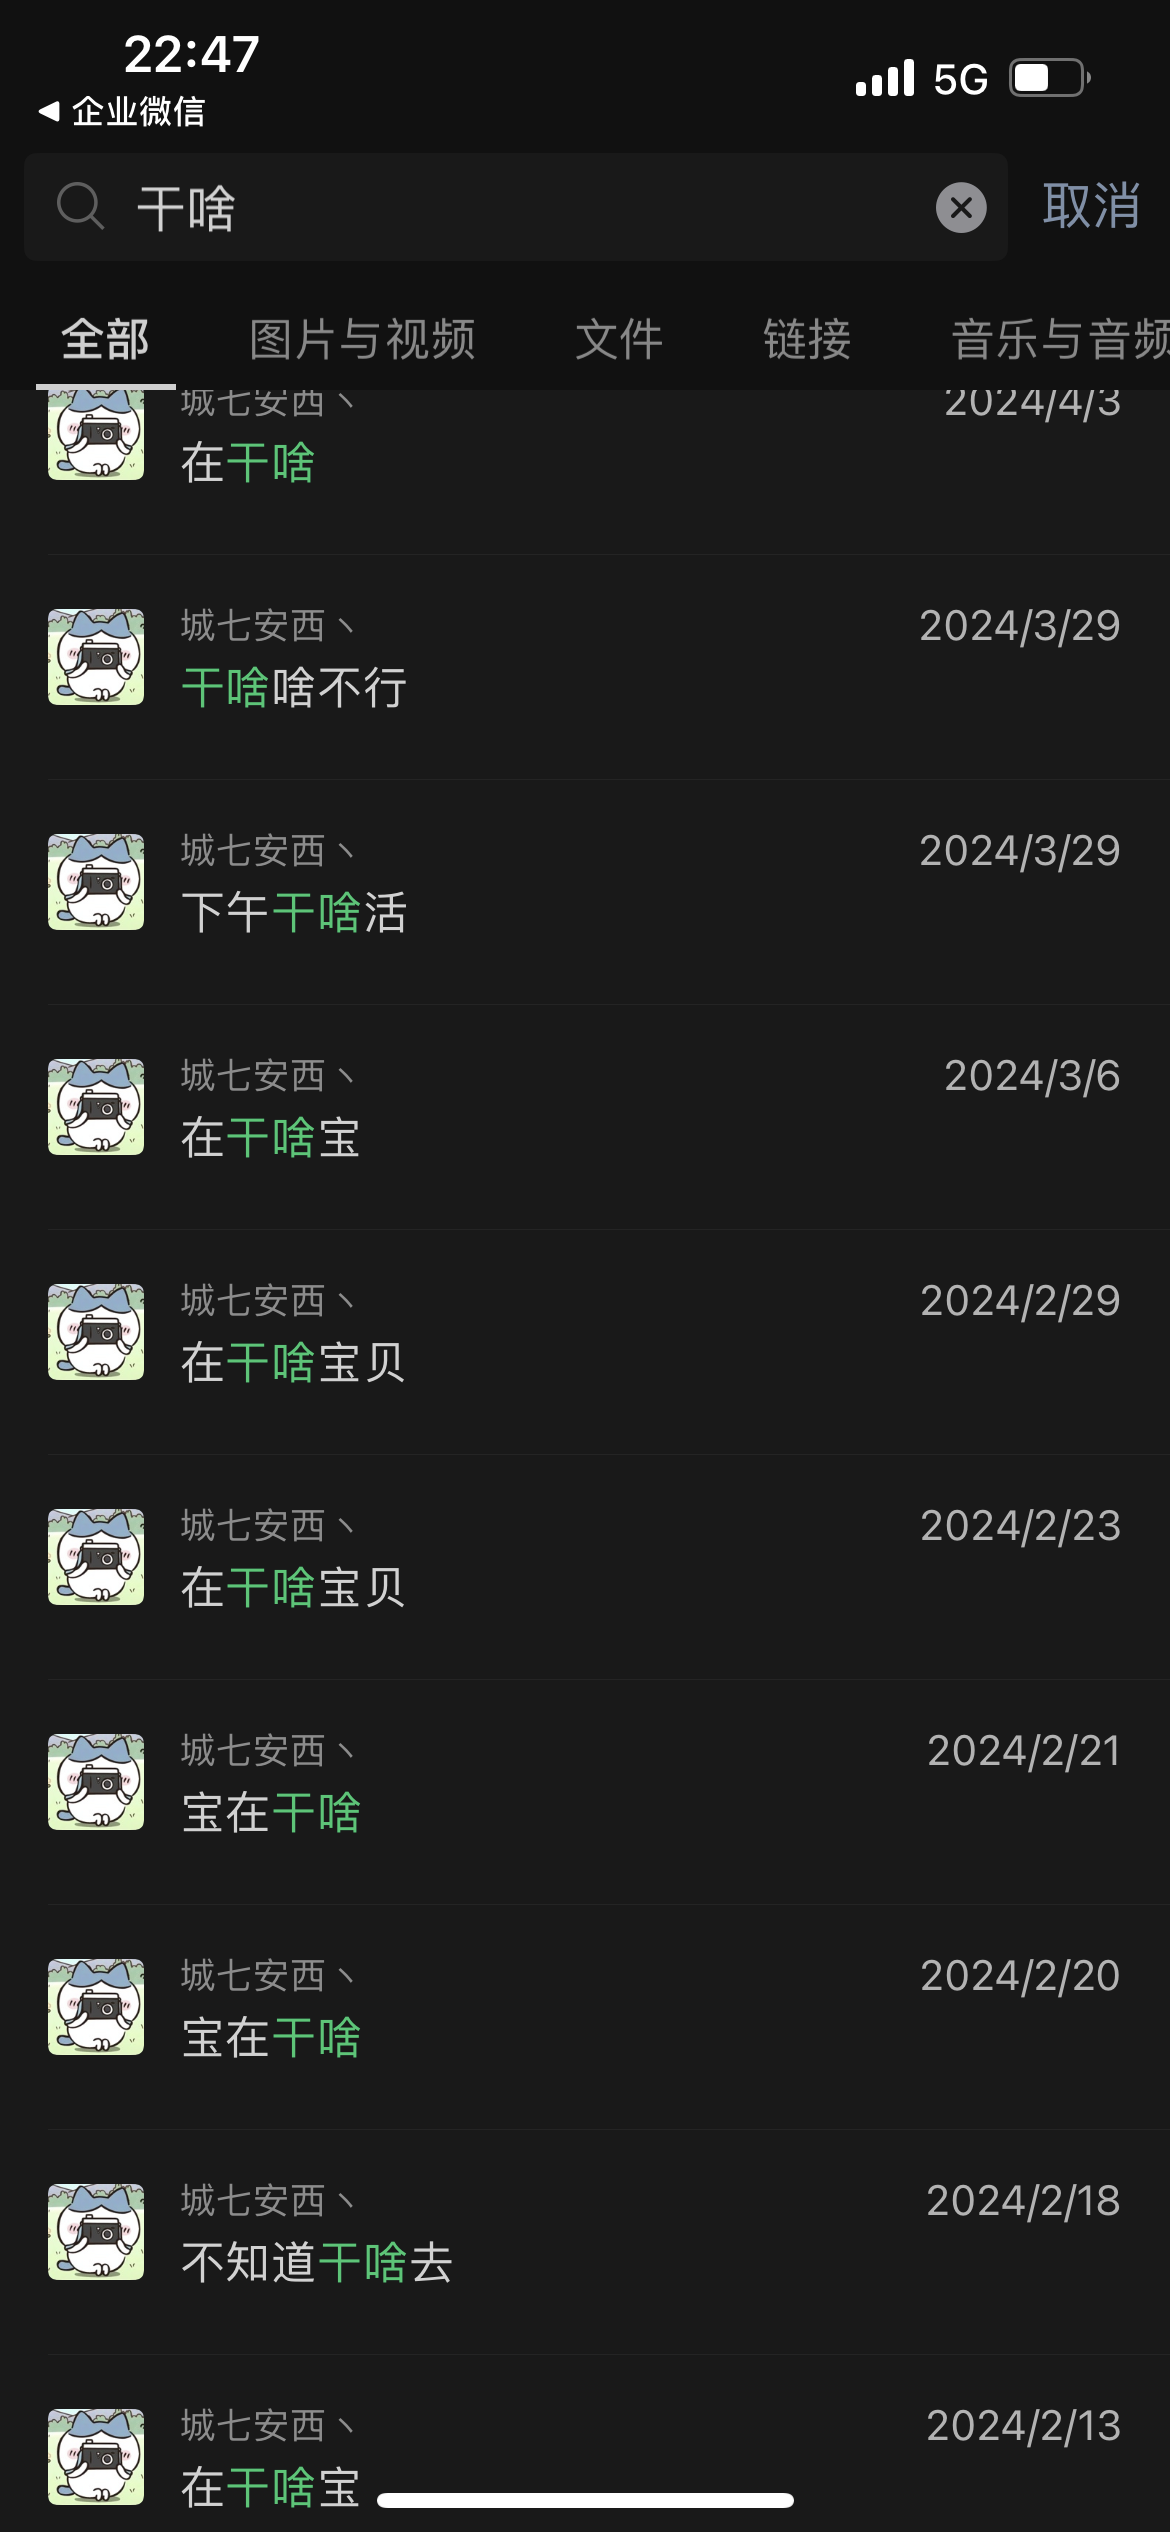 22:47
5G
◀ 企业微信
干啥
取消
全部 图片与视频 文件 链接 音乐与音频
城七安西丶 2024/4/3
在干啥
城七安西丶 2024/3/29
干啥啥不行
城七安西丶 2024/3/29
下午干啥活
城七安西丶 2024/3/6
在干啥宝
城七安西丶 2024/2/29
在干啥宝贝
城七安西丶 2024/2/23
在干啥宝贝
城七安西丶 2024/2/21
宝在干啥
城七安西丶 2024/2/20
宝在干啥
城七安西丶 2024/2/18
不知道干啥去
城七安西丶 2024/2/13
在干啥宝